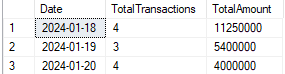 Date TotalTransactions TotalAmount
1 2024-01-18 4 11250000
2 2024-01-19 3 5400000
3 2024-01-20 4 4000000